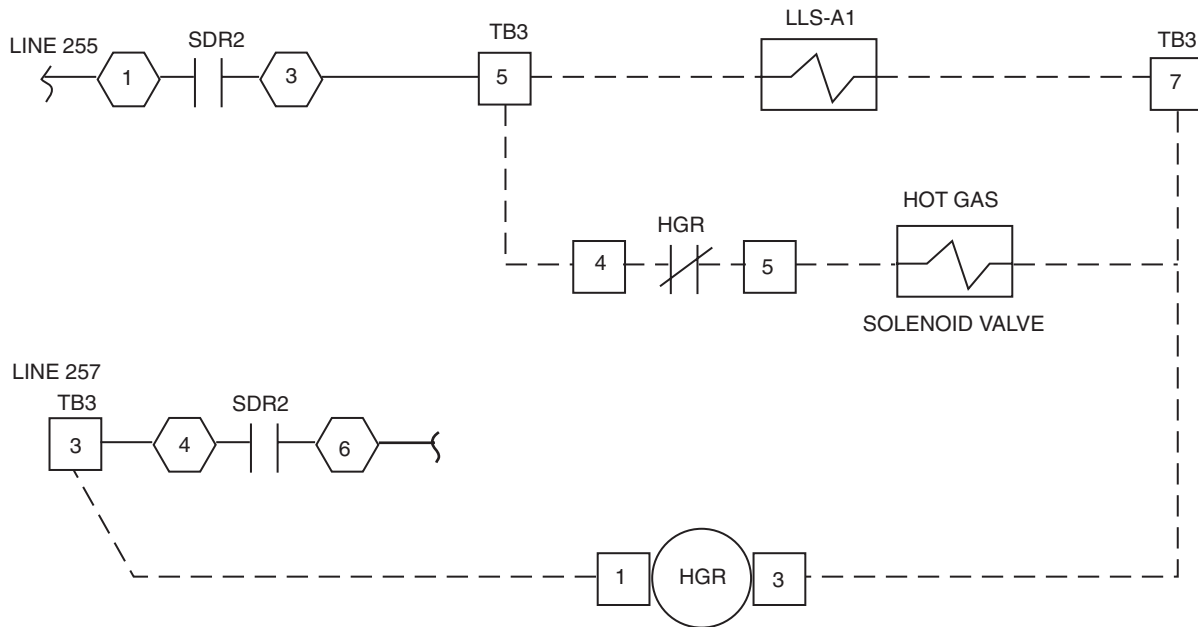 LLS-A1
TB3
TB3
LINE 255
SDR2
1
3
5
7
HOT GAS
HGR
4
5
SOLENOID VALVE
LINE 257
TB3
SDR2
3
4
6
1
HGR
3